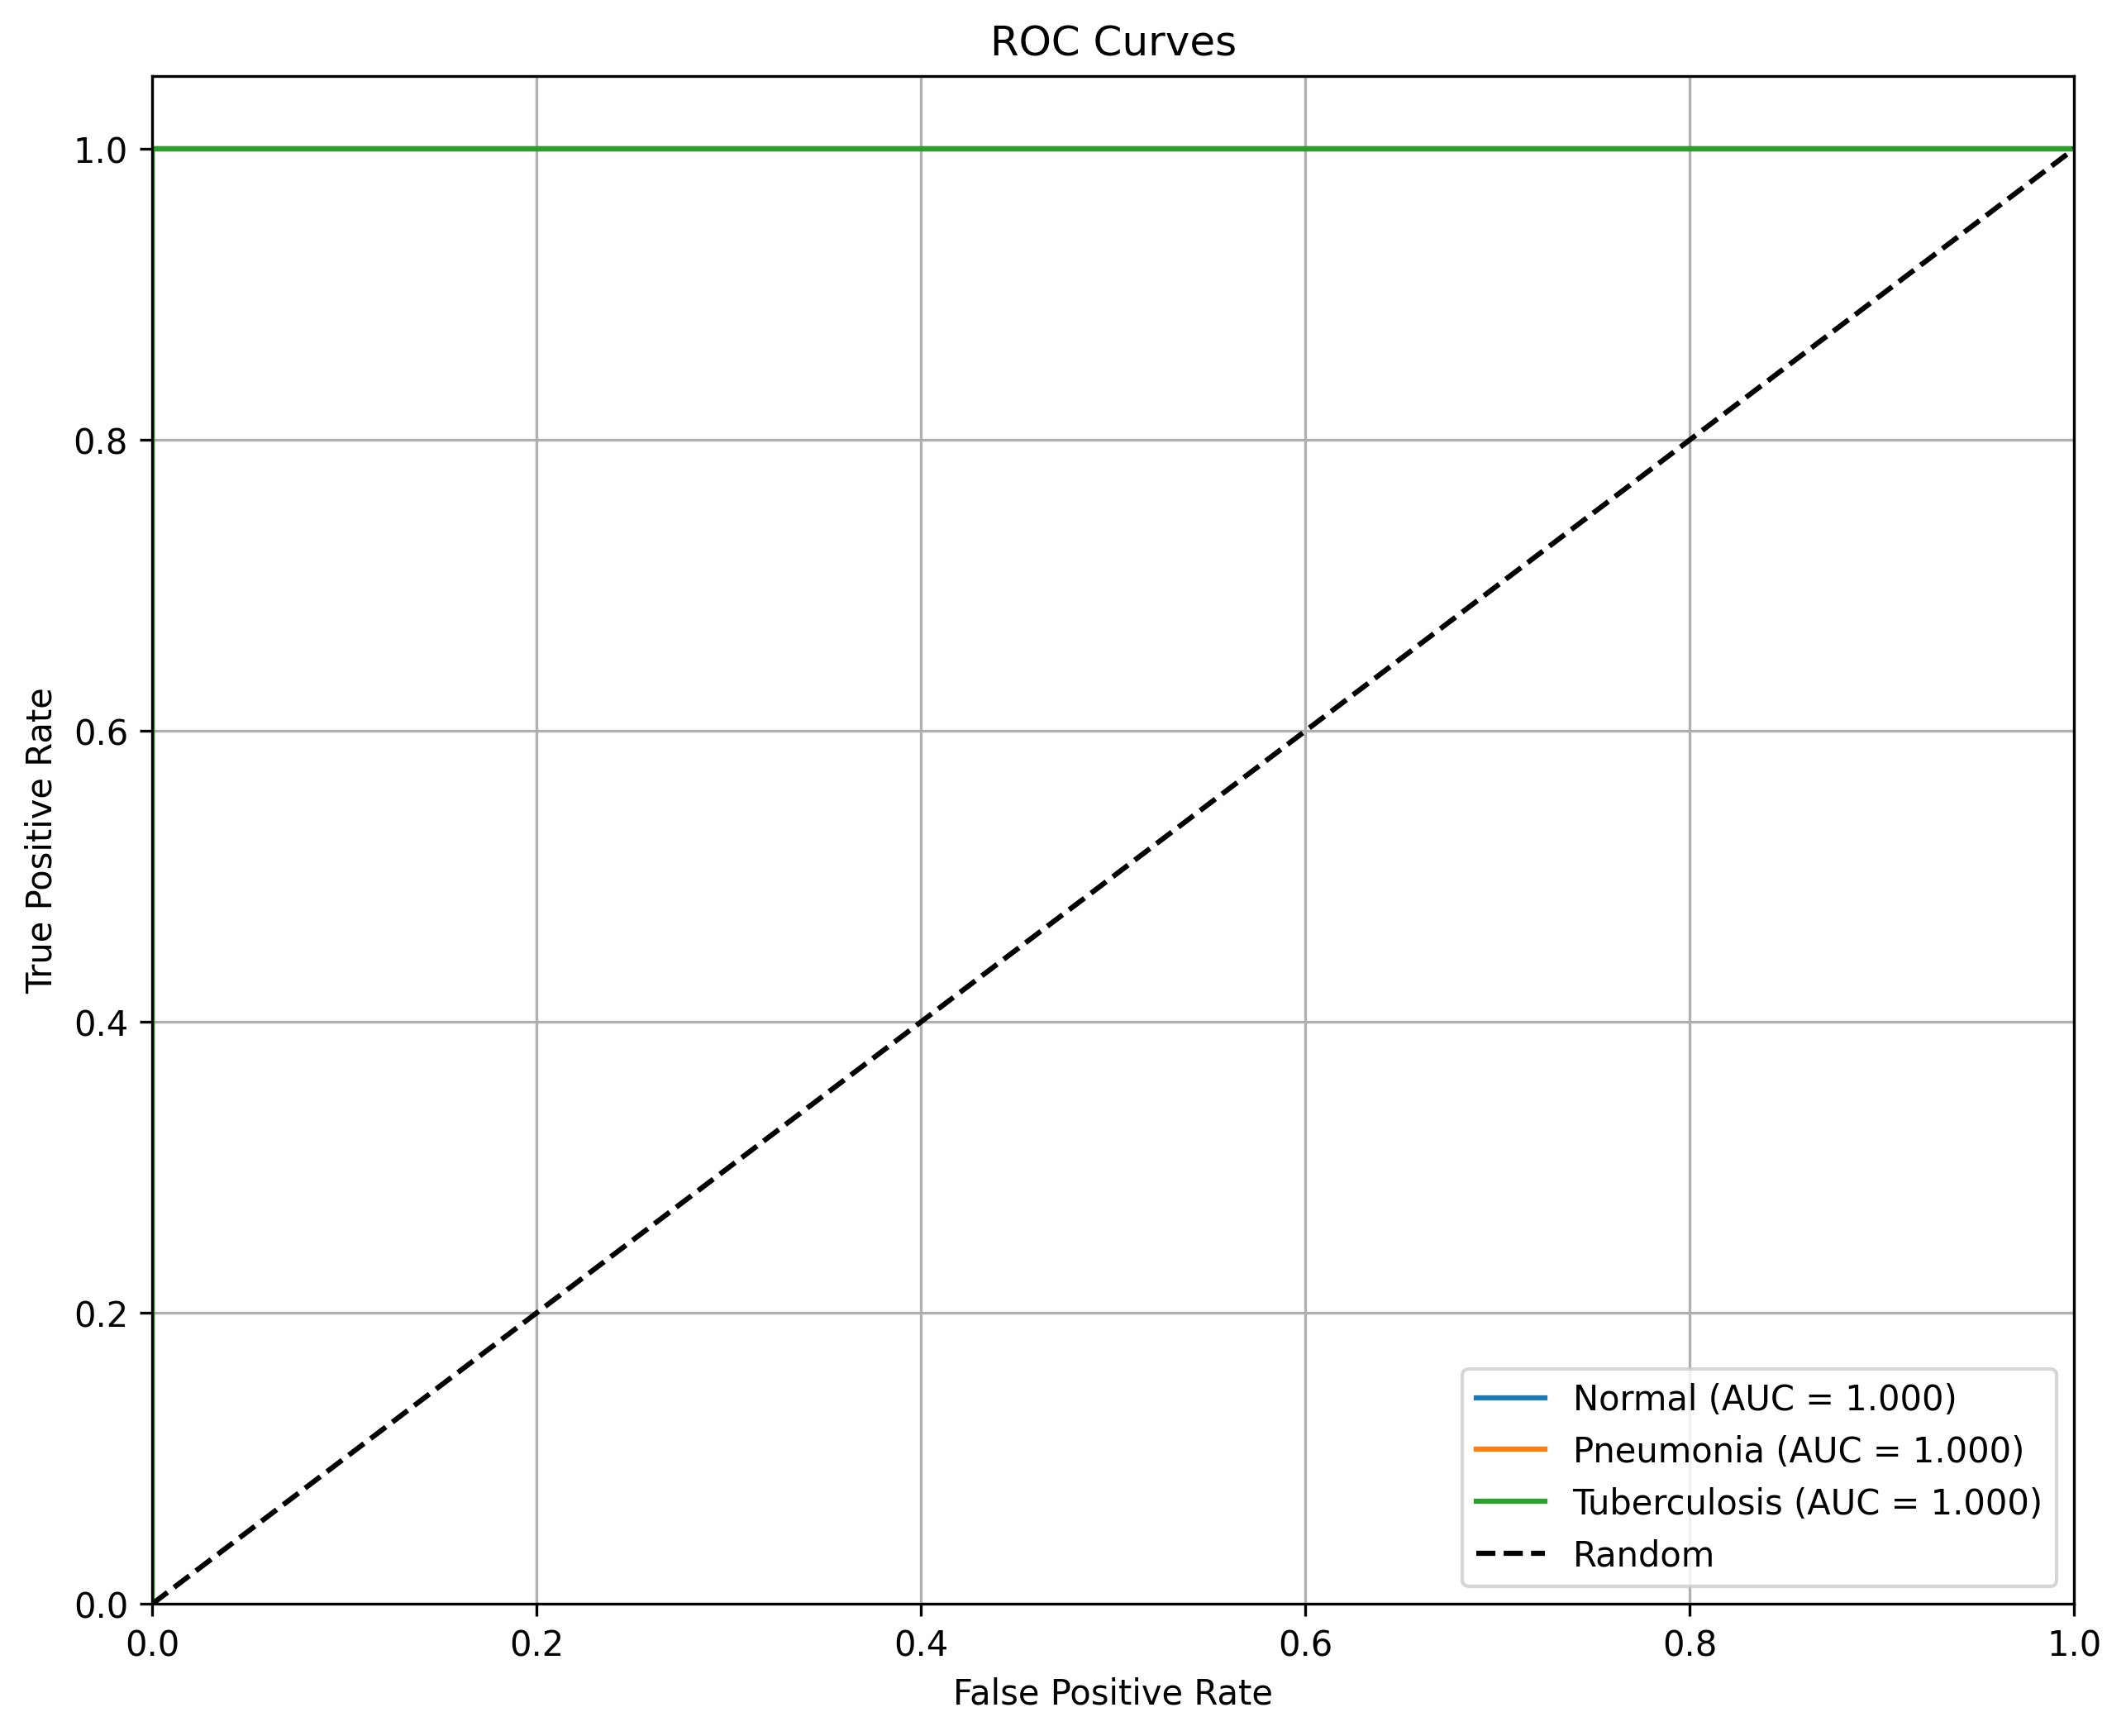 ROC Curves
1.0
0.8
0.6
0.4
0.2
0.0
True Positive Rate
0.0 0.2 0.4 0.6 0.8 1.0
False Positive Rate
Normal (AUC = 1.000)
Pneumonia (AUC = 1.000)
Tuberculosis (AUC = 1.000)
Random